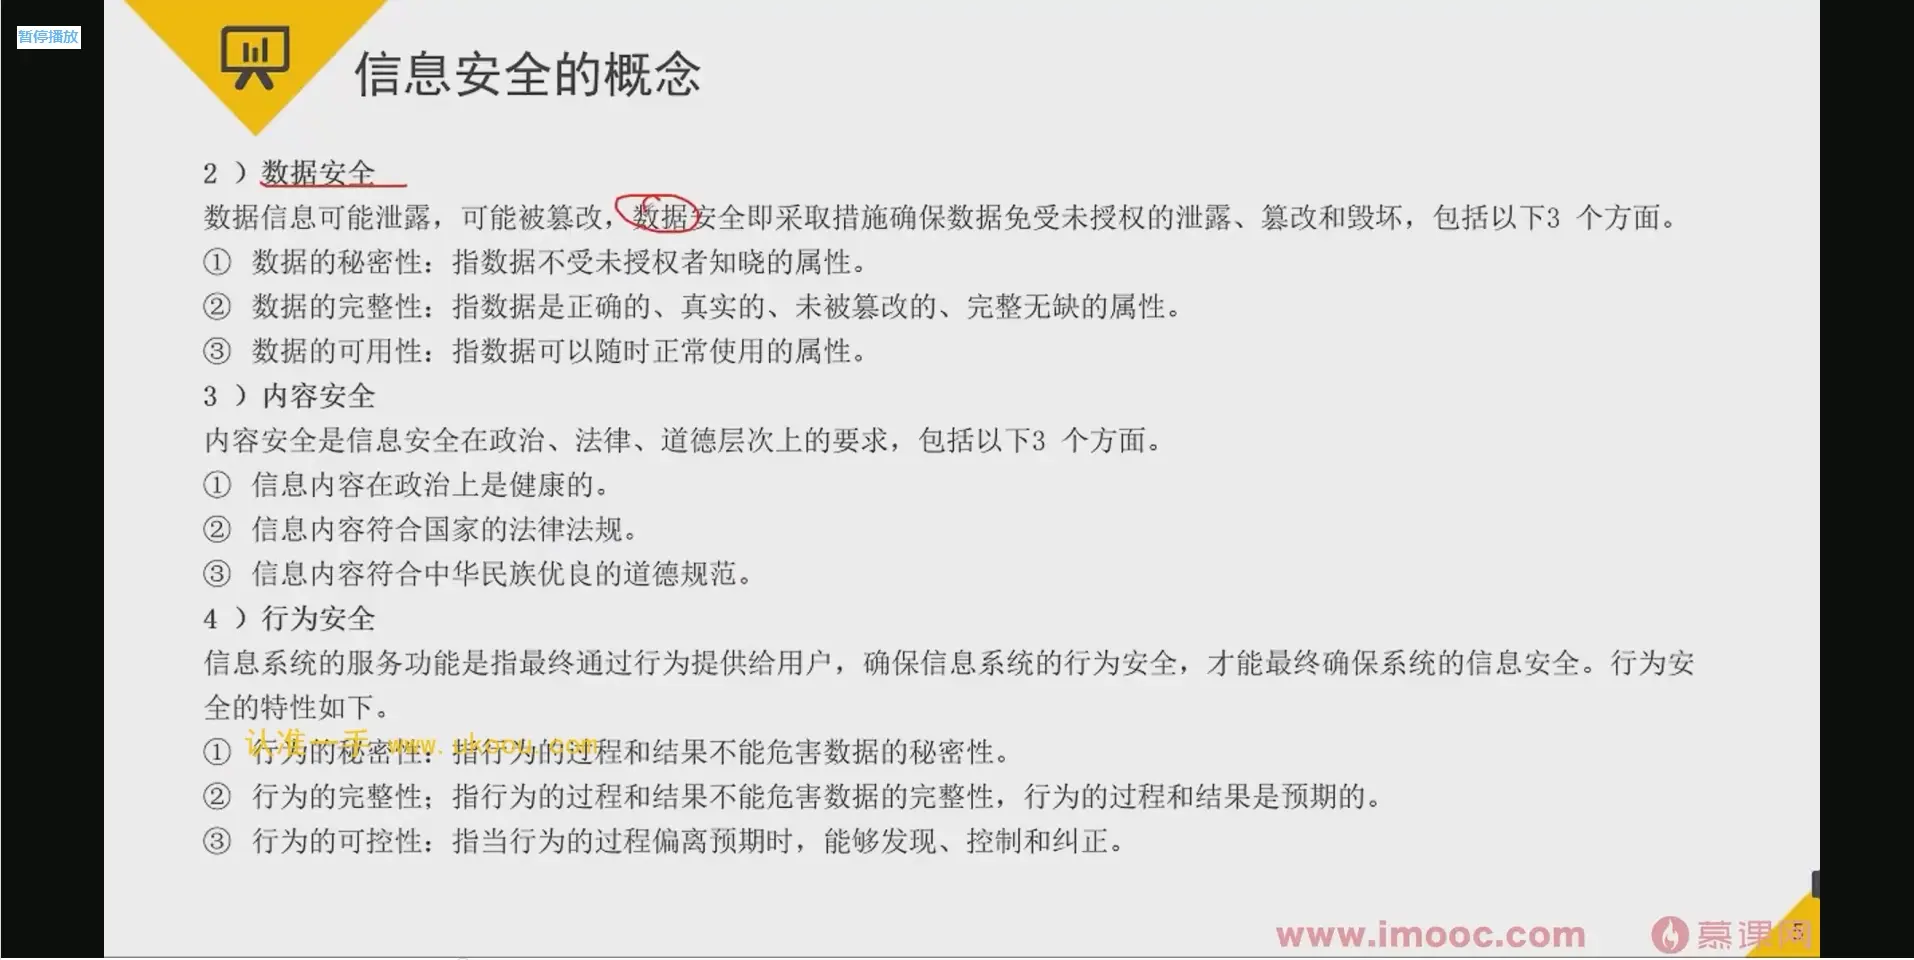 暂停播放
信息安全的概念
2 ）数据安全
数据信息可能泄露，可能被篡改，数据安全即采取措施确保数据免受未授权的泄露、篡改和毁坏，包括以下3 个方面。
① 数据的秘密性：指数据不受未授权者知晓的属性。
② 数据的完整性：指数据是正确的、真实的、未被篡改的、完整无缺的属性。
③ 数据的可用性：指数据可以随时正常使用的属性。
3 ）内容安全
内容安全是信息安全在政治、法律、道德层次上的要求，包括以下3 个方面。
① 信息内容在政治上是健康的。
② 信息内容符合国家的法律法规。
③ 信息内容符合中华民族优良的道德规范。
4 ）行为安全
信息系统的服务功能是指最终通过行为提供给用户，确保信息系统的行为安全，才能最终确保系统的信息安全。行为安
全的特性如下。
认准一手 www.ukoou.com
① 行为的秘密性：指行为的过程和结果不能危害数据的秘密性。
② 行为的完整性；指行为的过程和结果不能危害数据的完整性，行为的过程和结果是预期的。
③ 行为的可控性：指当行为的过程偏离预期时，能够发现、控制和纠正。
www.imooc.com 慕课网
5